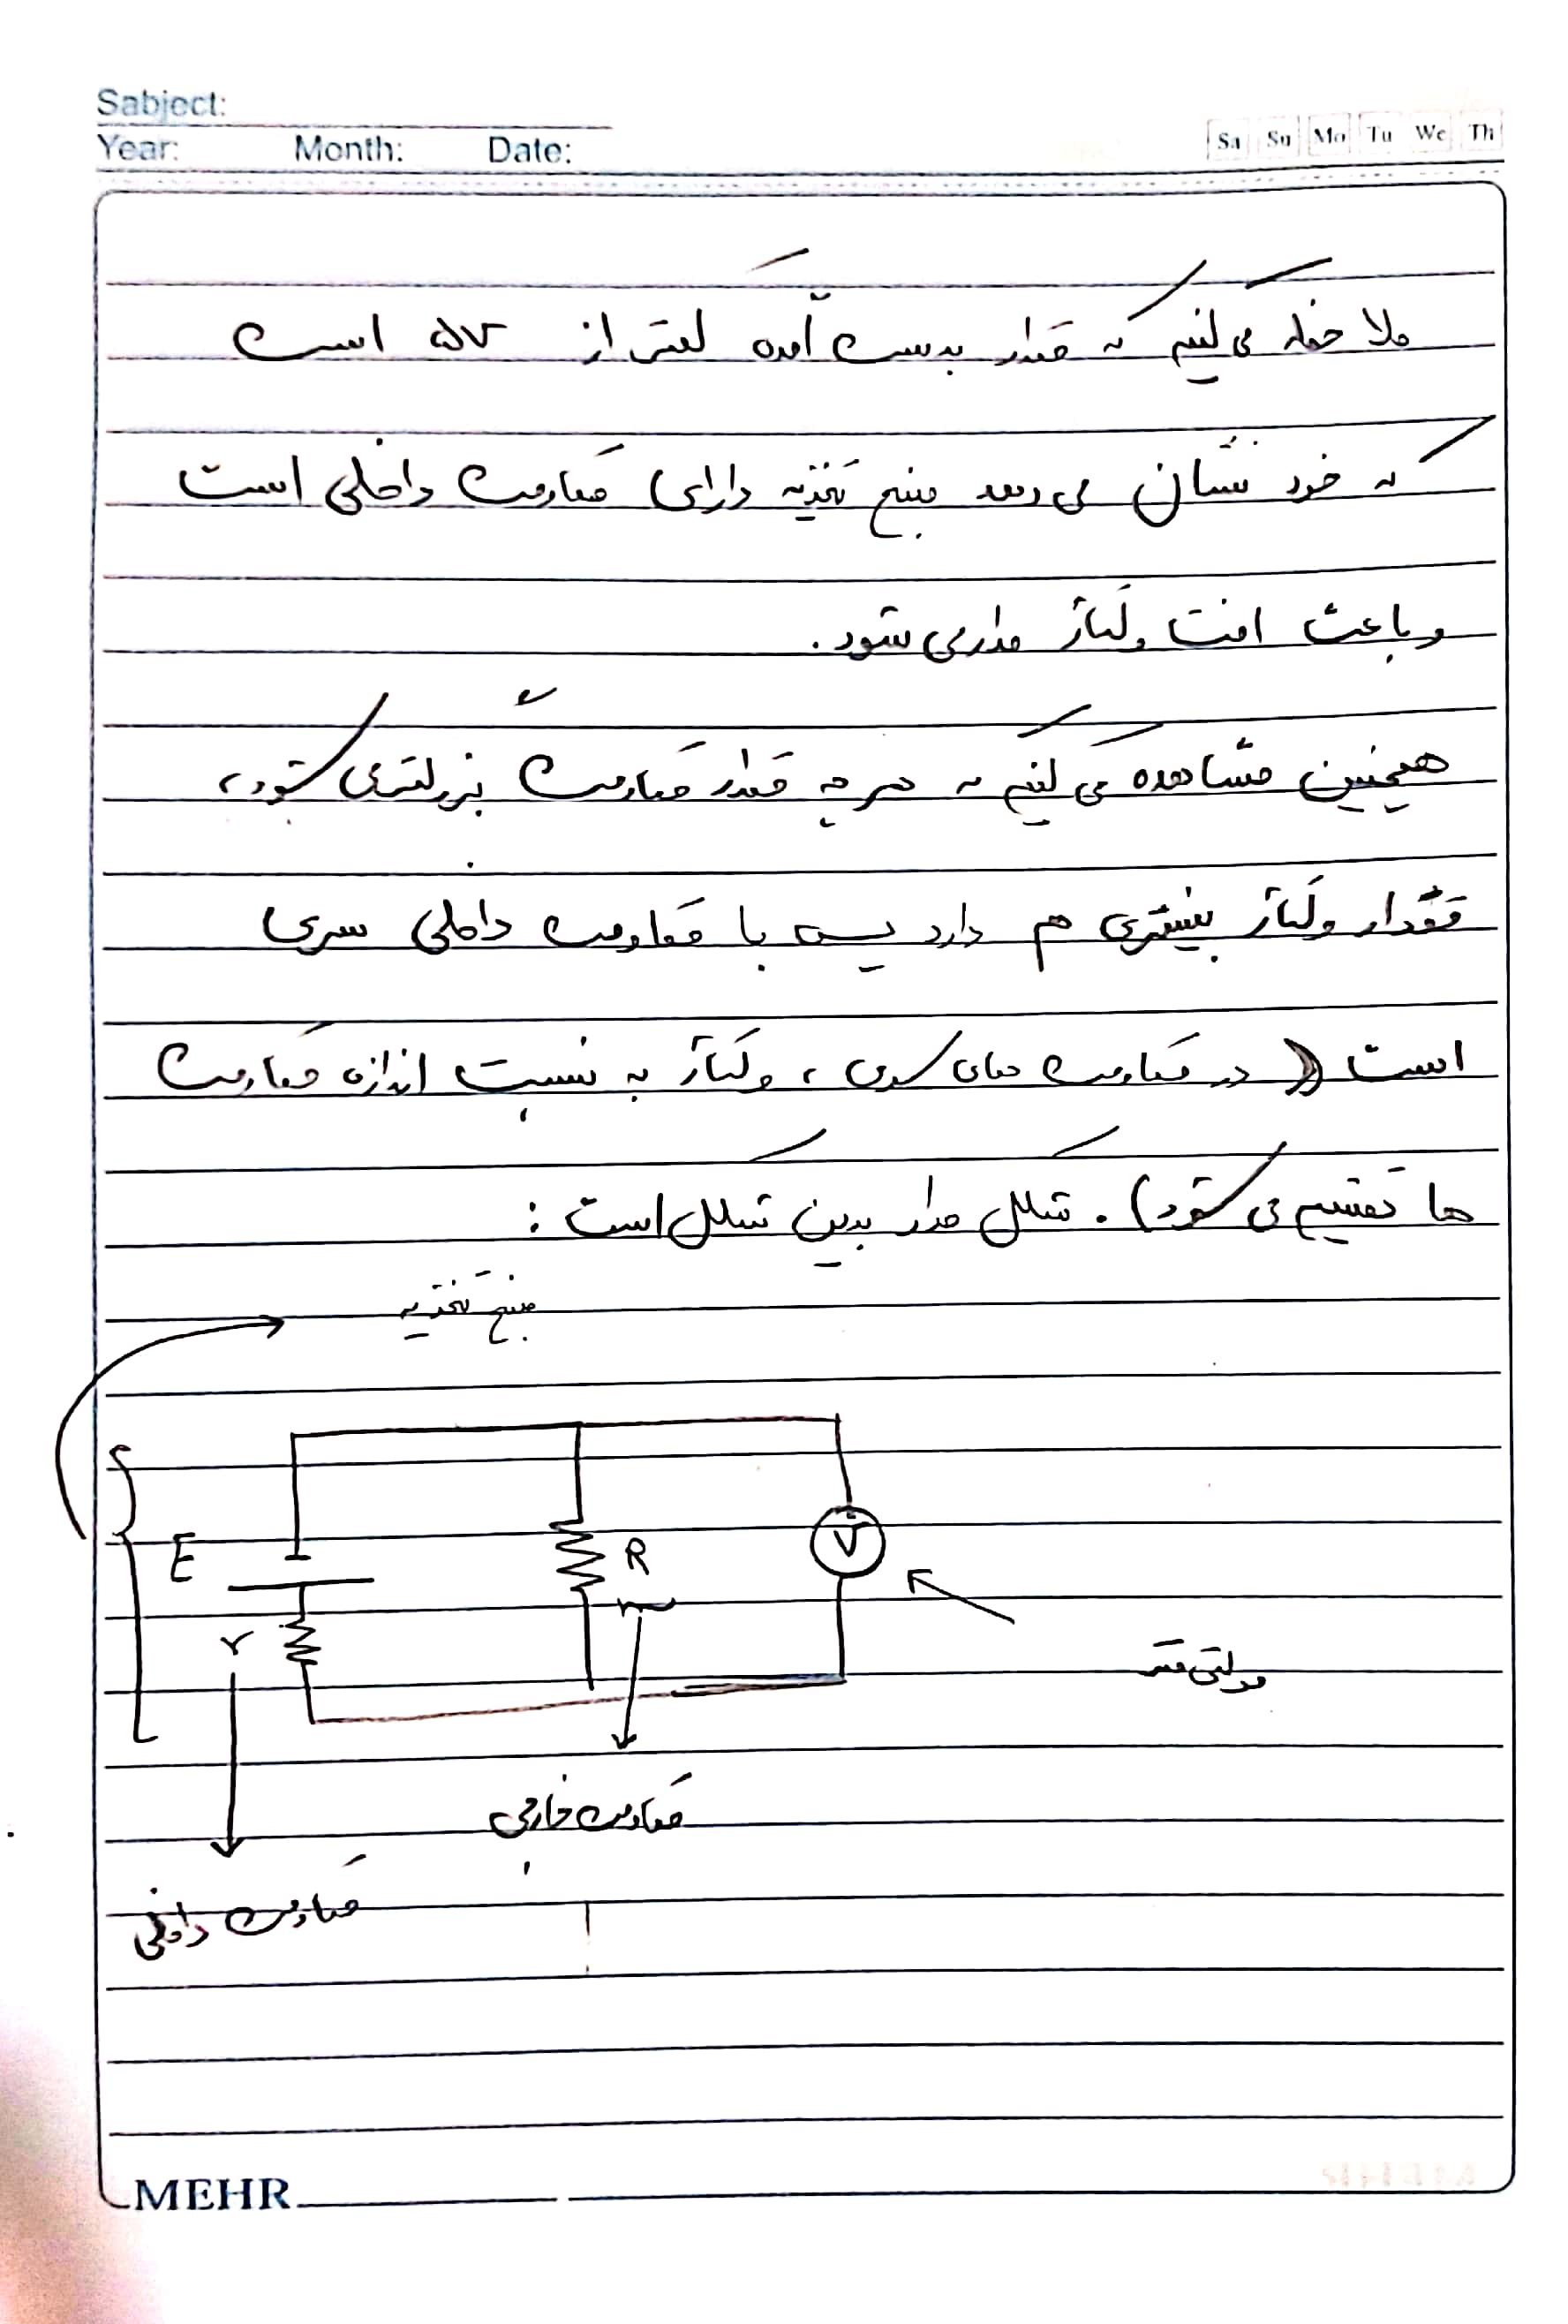 Sabject:
Year: Month: Date:
Sa Su Mo Tu We Th
ملاحظه می کنیم که مقدار بدست آمده کمتر از 5V است
که خود نشان می دهد منبع تغذیه دارای مقاومت داخلی است
و باعث افت ولتاژ مدار می شود.
همچنین مشاهده می کنیم که هر چه مقدار مقاومت بزرگتر می شود،
مقدار ولتاژ بیشتری هم دارد پس با مقاومت داخلی سری
است (در مقاومت های سری، ولتاژ به نسبت اندازه مقاومت
ها تقسیم می شود). شکل مدار بدین شکل است:
منبع تغذیه
E
R
V
r
ولتی متر
مقاومت خارجی
مقاومت داخلی
MEHR